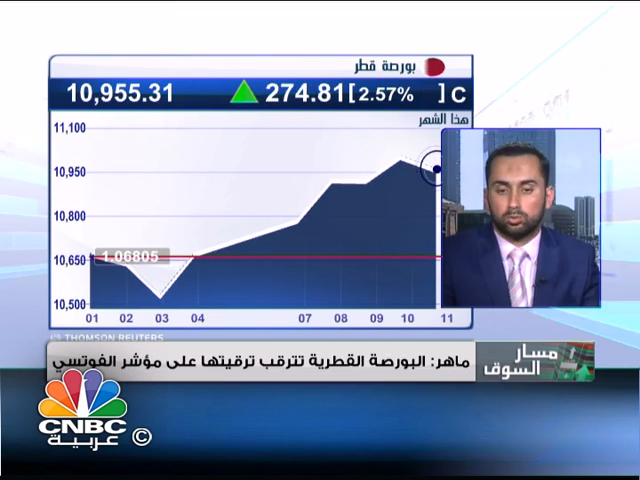 بورصة قطر
10,955.31 274.81[ 2.57% ] C
هذا الشهر
11,100
10,950
10,800
1.06805
10,650
10,500
01 02 03 04 07 08 09 10 11
THOMSON REUTERS
مسار السوق
ماهر: البورصة القطرية تترقب ترقيتها على مؤشر الفوتسي
CNBC
عربية ©